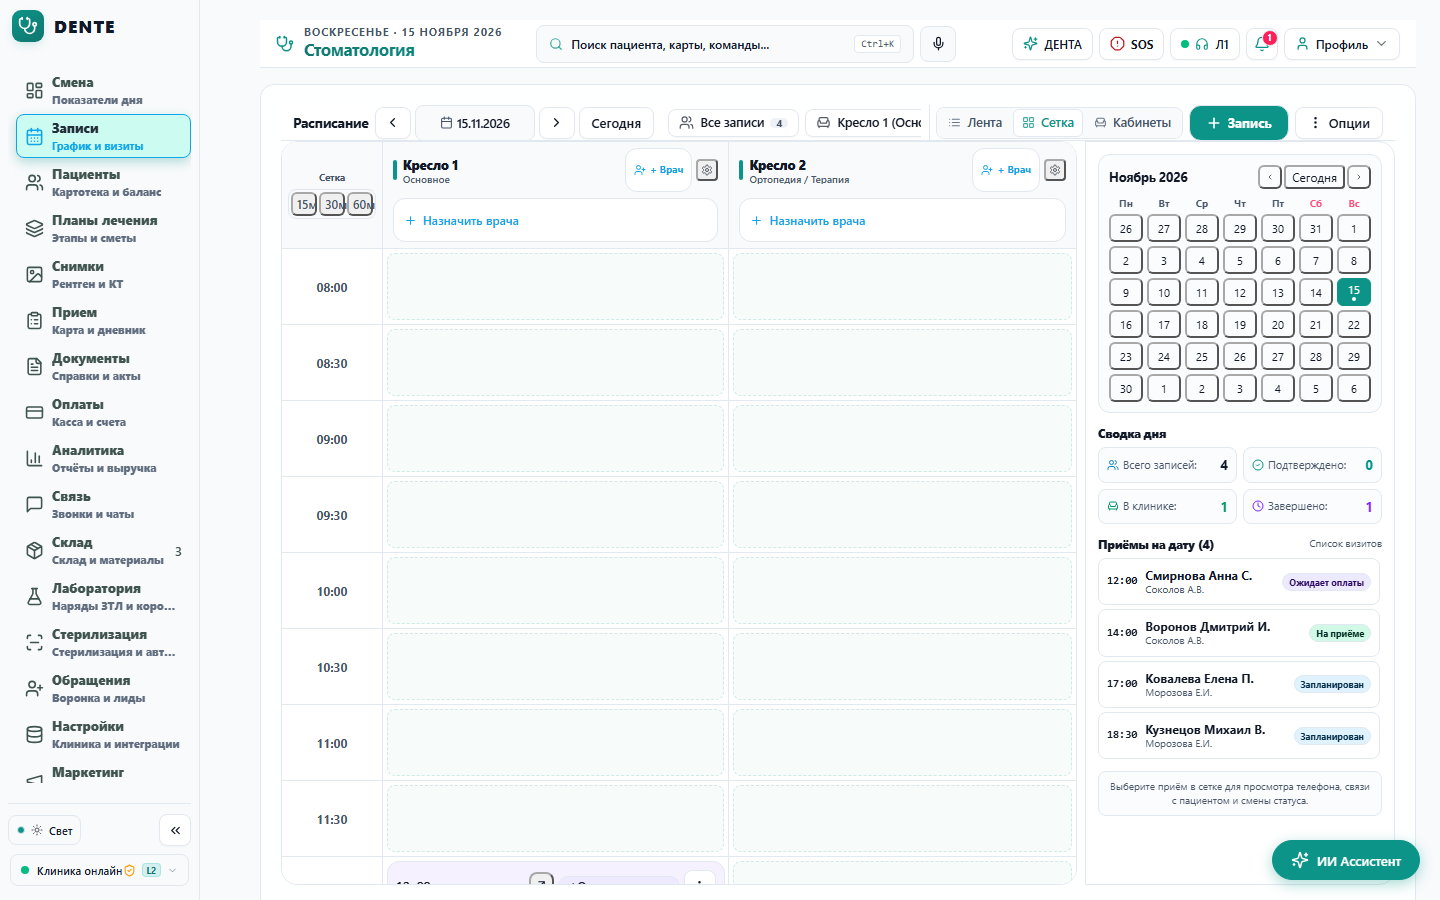 DENTE
Смена
Показатели дня
Записи
График и визиты
Пациенты
Картотека и баланс
Планы лечения
Этапы и сметы
Снимки
Рентген и КТ
Прием
Карта и дневник
Документы
Справки и акты
Оплаты
Касса и счета
Аналитика
Отчёты и выручка
Связь
Звонки и чаты
Склад
Склад и материалы
3
Лаборатория
Наряды ЗТЛ и коро...
Стерилизация
Стерилизация и авт...
Обращения
Воронка и лиды
Настройки
Клиника и интеграции
Маркетинг
Свет
Клиника онлайн L2
ВОСКРЕСЕНЬЕ · 15 НОЯБРЯ 2026
Стоматология
Поиск пациента, карты, команды... Ctrl+K
ДЕНТА
SOS
Л1
1
Профиль
Расписание
15.11.2026
Сегодня
Все записи 4
Кресло 1 (Осн
Лента
Сетка
Кабинеты
+ Запись
Опции
Сетка
15м 30м 60м
Кресло 1
Основное
+ Врач
+ Назначить врача
Кресло 2
Ортопедия / Терапия
+ Врач
+ Назначить врача
08:00
08:30
09:00
09:30
10:00
10:30
11:00
11:30
Ноябрь 2026
‹ Сегодня ›
Пн Вт Ср Чт Пт Сб Вс
26 27 28 29 30 31 1
2 3 4 5 6 7 8
9 10 11 12 13 14 15
16 17 18 19 20 21 22
23 24 25 26 27 28 29
30 1 2 3 4 5 6
Сводка дня
Всего записей: 4
Подтверждено: 0
В клинике: 1
Завершено: 1
Приёмы на дату (4)
Список визитов
12:00 Смирнова Анна С.
Соколов А.В.
Ожидает оплаты
14:00 Воронов Дмитрий И.
Соколов А.В.
На приёме
17:00 Ковалева Елена П.
Морозова Е.И.
Запланирован
18:30 Кузнецов Михаил В.
Морозова Е.И.
Запланирован
Выберите приём в сетке для просмотра телефона, связи
с пациентом и смены статуса.
ИИ Ассистент